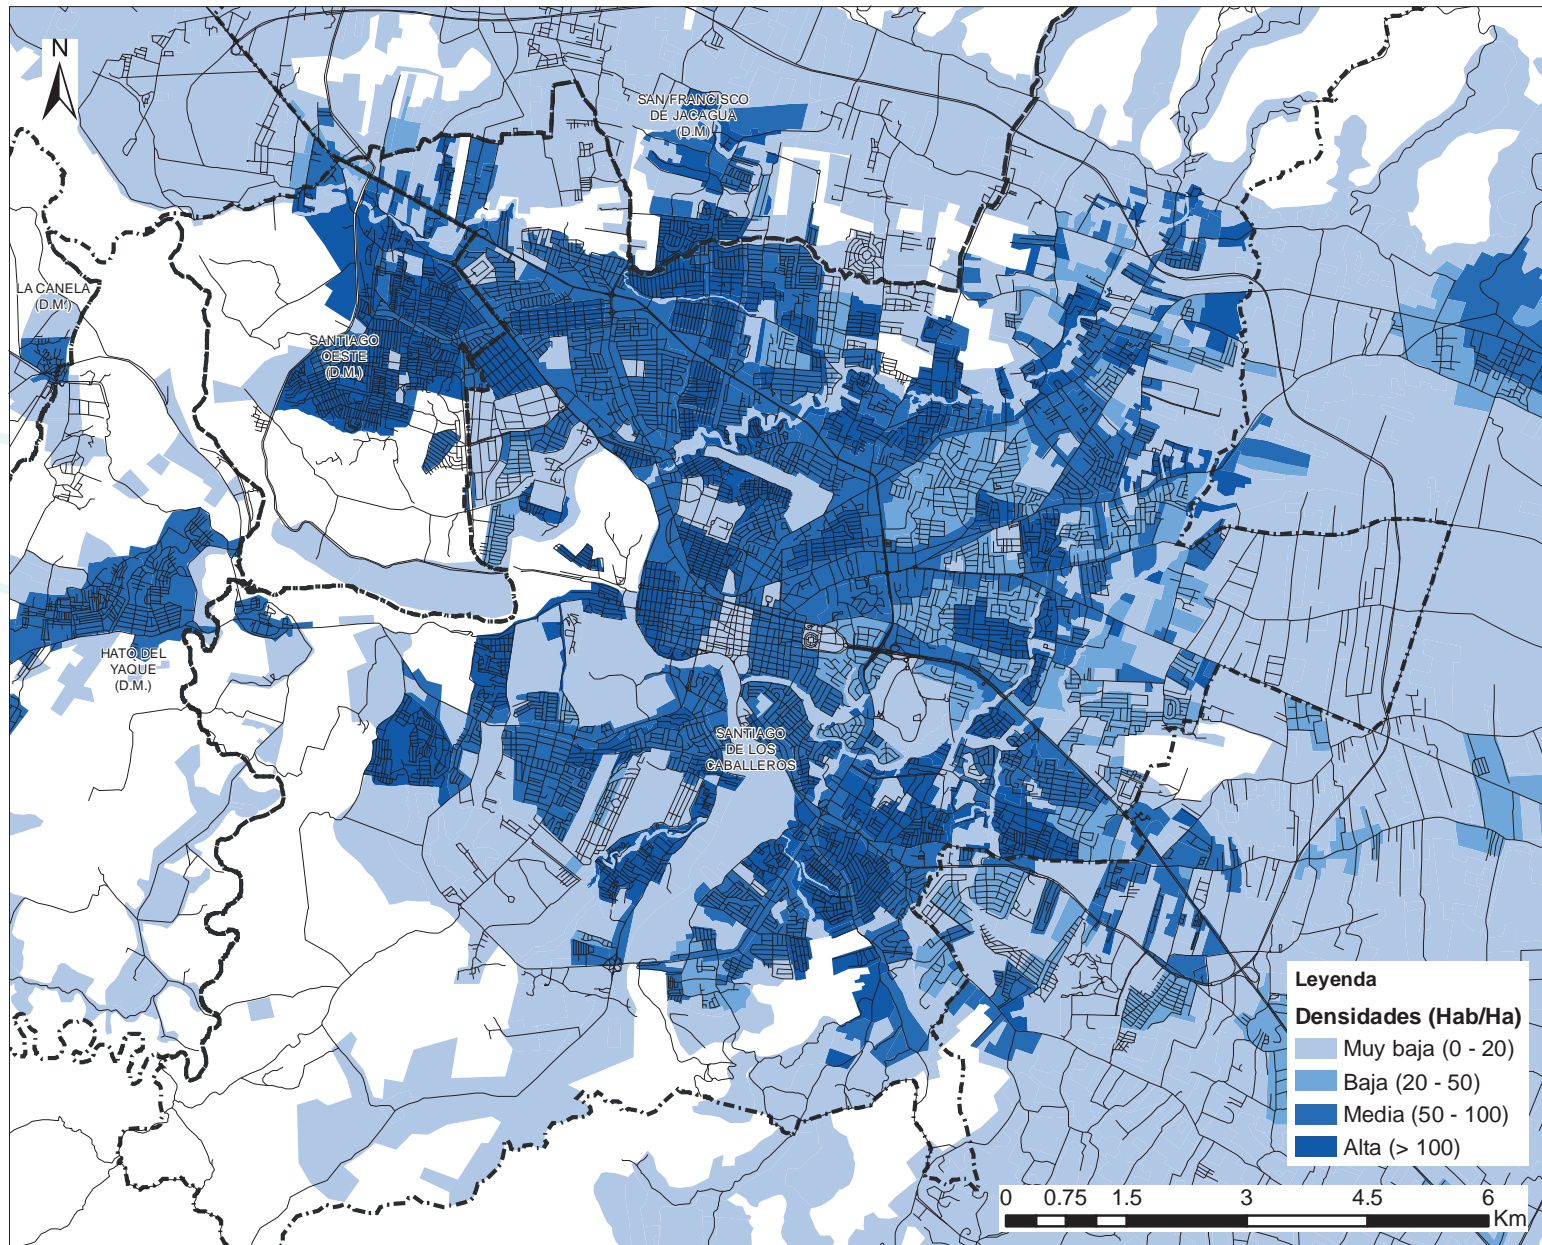 N
SAN FRANCISCO
DE JACAGUA
(D.M)
LA CANELA
(D.M.)
SANTIAGO
OESTE
(D.M.)
HATO DEL
YAQUE
(D.M.)
SANTIAGO
DE LOS
CABALLEROS
Leyenda
Densidades (Hab/Ha)
Muy baja (0 - 20)
Baja (20 - 50)
Media (50 - 100)
Alta (> 100)
0 0.75 1.5 3 4.5 6
Km